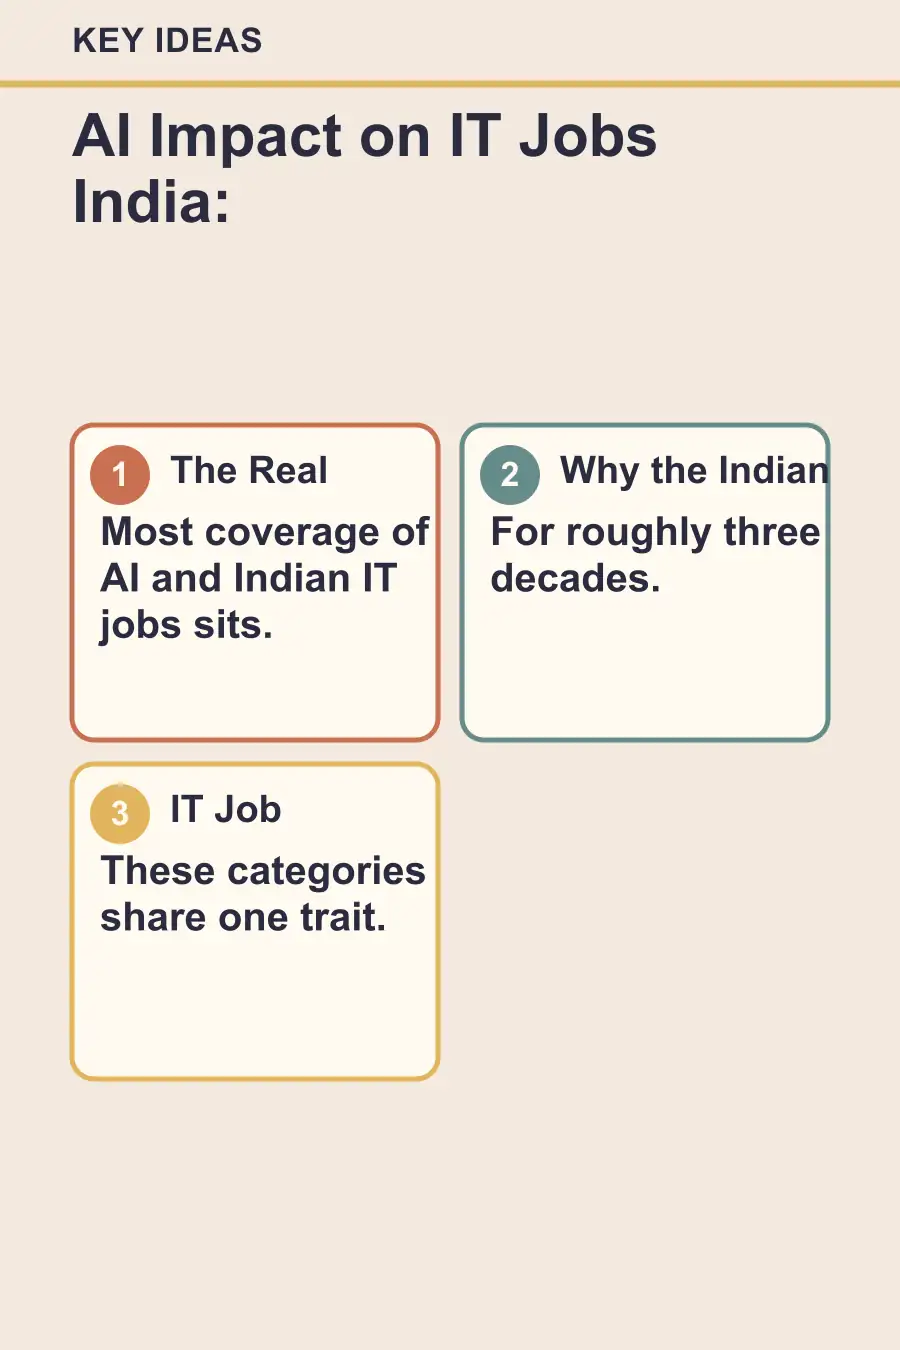 KEY IDEAS
AI Impact on IT Jobs
India:
1 The Real
Most coverage of
AI and Indian IT
jobs sits.
2 Why the Indian
For roughly three
decades.
3 IT Job
These categories
share one trait.